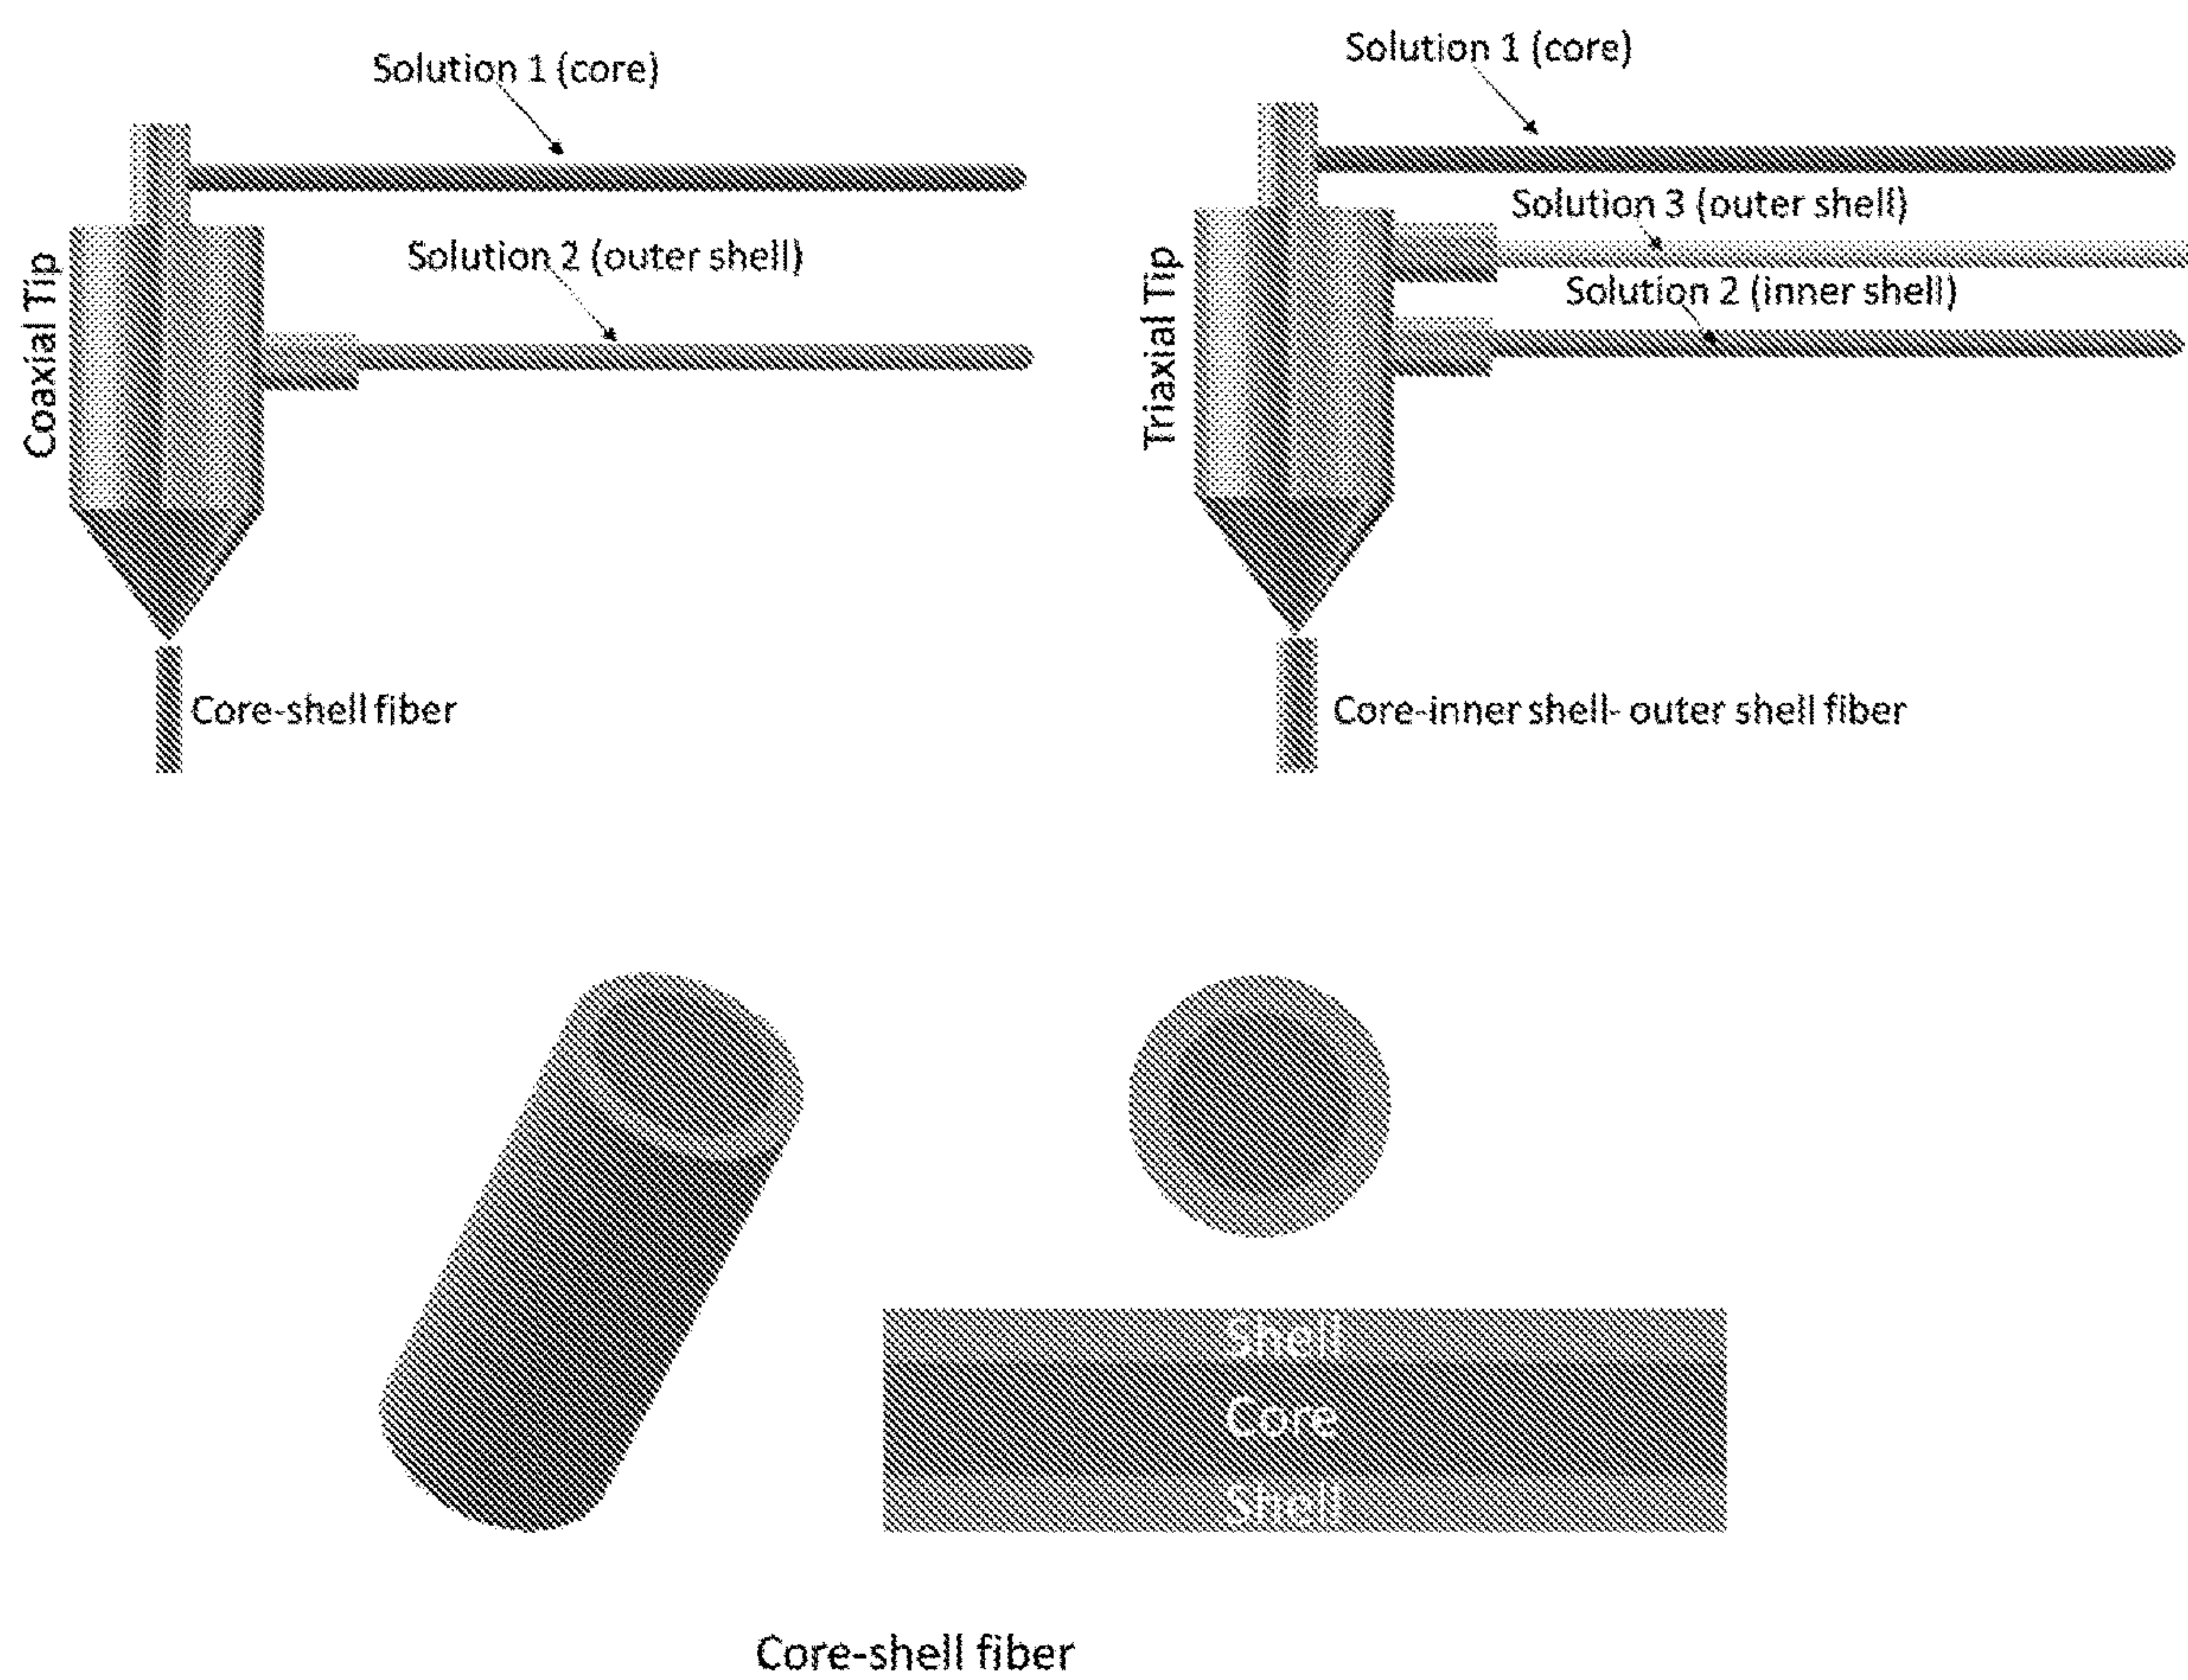 Solution 1 (core)
Solution 2 (outer shell)
Coaxial Tip
Core-shell fiber
Solution 1 (core)
Solution 3 (outer shell)
Solution 2 (inner shell)
Triaxial Tip
Core-inner shell- outer shell fiber
Shell
Core
Shell
Core-shell fiber